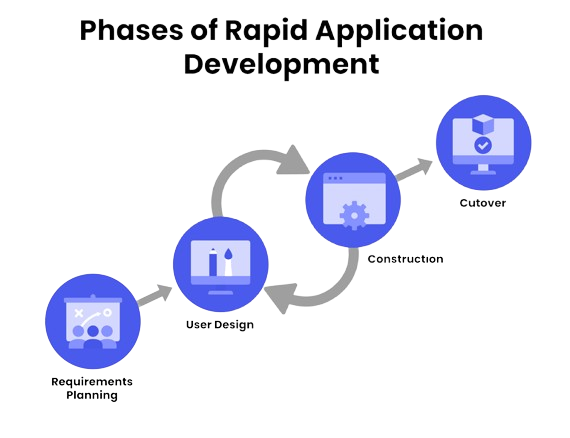 Phases of Rapid Application
Development
Cutover
Construction
User Design
Requirements
Planning